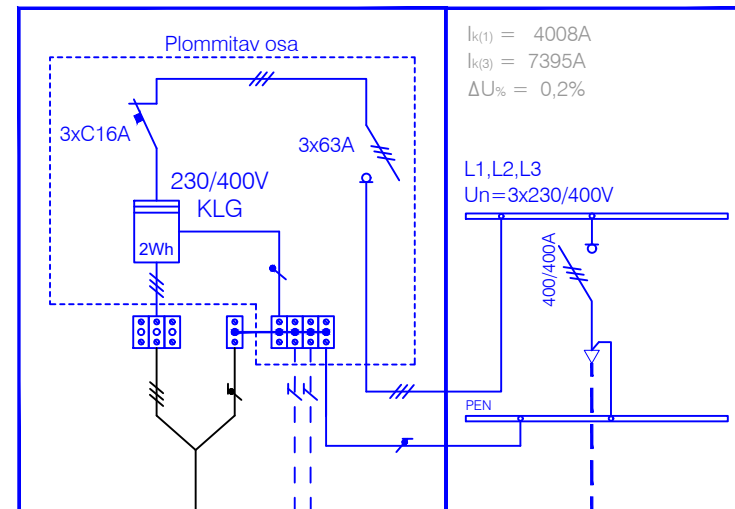 Plommitav osa
3xC16A
3x63A
230/400V
KLG
2Wh
Ik(1) = 4008A
Ik(3) = 7395A
ΔU% = 0,2%
L1,L2,L3
Un=3x230/400V
400/400A
PEN